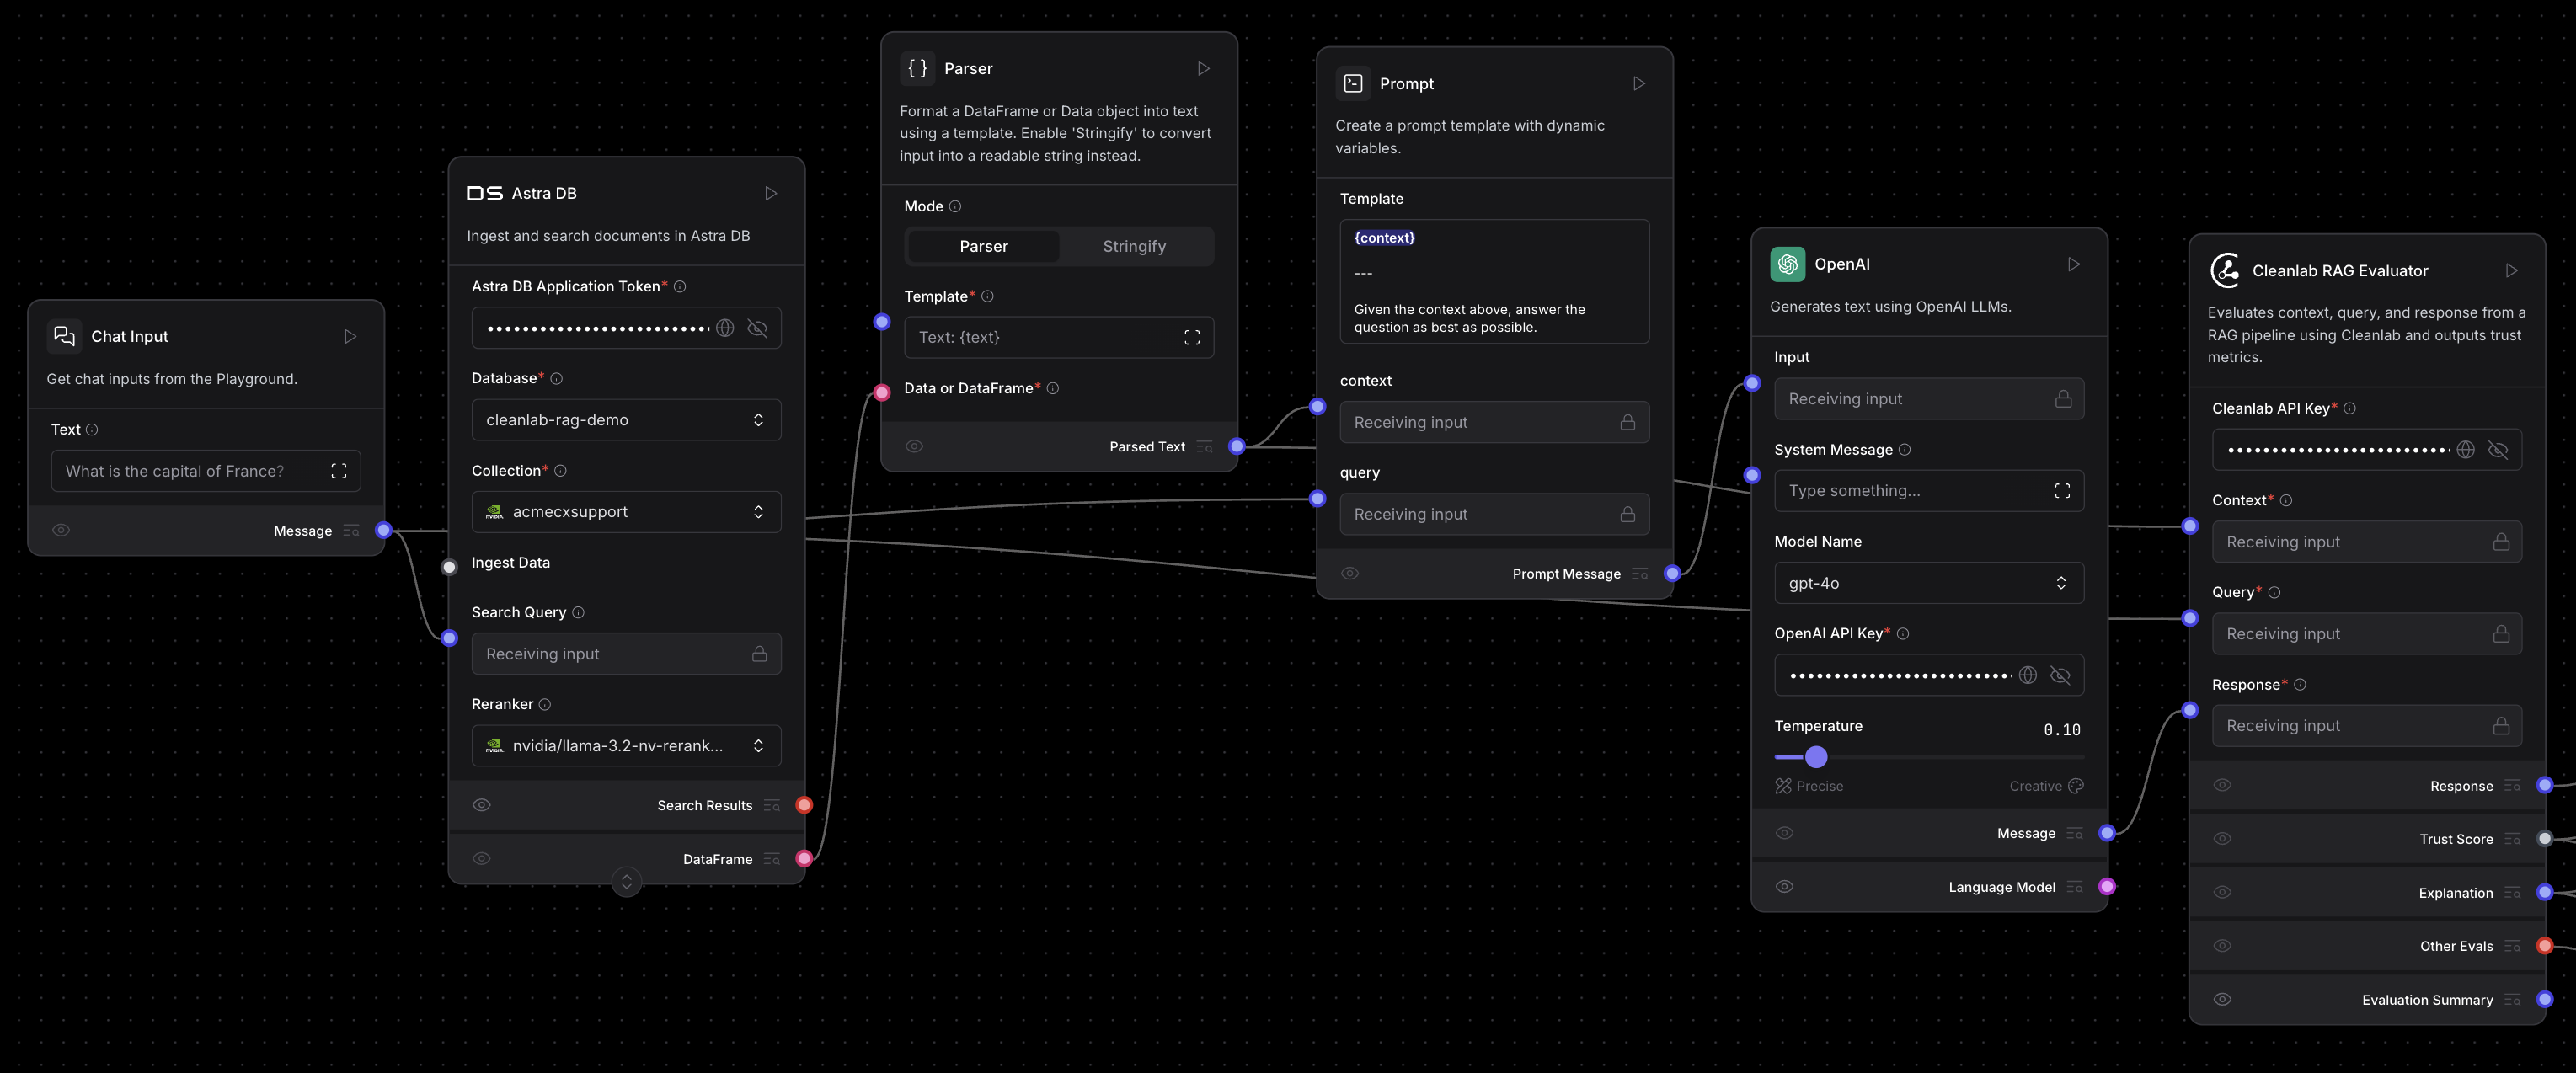 Chat Input
Get chat inputs from the Playground.
Text
What is the capital of France?
Message
DS Astra DB
Ingest and search documents in Astra DB
Astra DB Application Token*
Database*
cleanlab-rag-demo
Collection*
NVIDIA acmecxsupport
Ingest Data
Search Query
Receiving input
Reranker
NVIDIA nvidia/llama-3.2-nv-rerank...
Search Results
DataFrame
{ } Parser
Format a DataFrame or Data object into text
using a template. Enable 'Stringify' to convert
input into a readable string instead.
Mode
Parser Stringify
Template*
Text: {text}
Data or DataFrame*
Parsed Text
Prompt
Create a prompt template with dynamic
variables.
Template
{context}
---
Given the context above, answer the
question as best as possible.
context
Receiving input
query
Receiving input
Prompt Message
OpenAI
Generates text using OpenAI LLMs.
Input
Receiving input
System Message
Type something...
Model Name
gpt-4o
OpenAI API Key*
Temperature 0.10
Precise Creative
Message
Language Model
Cleanlab RAG Evaluator
Evaluates context, query, and response from a
RAG pipeline using Cleanlab and outputs trust
metrics.
Cleanlab API Key*
Context*
Receiving input
Query*
Receiving input
Response*
Receiving input
Response
Trust Score
Explanation
Other Evals
Evaluation Summary